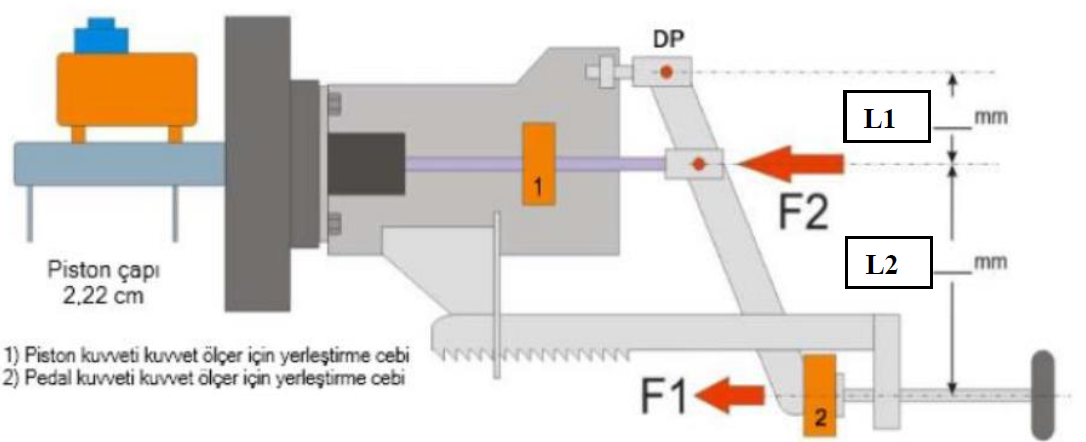 DP
L1
mm
1
F2
L2
mm
Piston çapı
2,22 cm
1) Piston kuvveti kuvvet ölçer için yerleştirme cebi
2) Pedal kuvveti kuvvet ölçer için yerleştirme cebi
F1
2